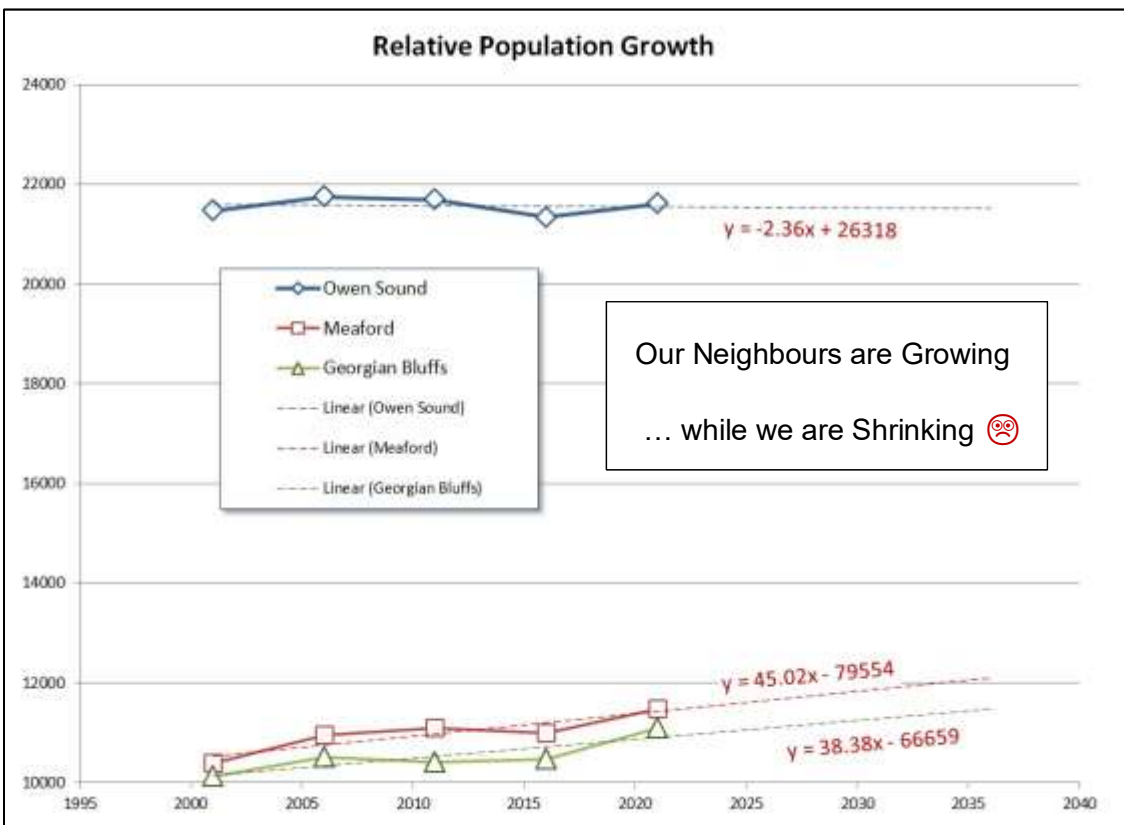 Relative Population Growth
24000
22000
20000
18000
16000
14000
12000
10000
y = -2.36x + 26318
Owen Sound
Meaford
Georgian Bluffs
Linear (Owen Sound)
Linear (Meaford)
Linear (Georgian Bluffs)
Our Neighbours are Growing
… while we are Shrinking ☹
y = 45.02x - 79554
y = 38.38x - 66659
1995 2000 2005 2010 2015 2020 2025 2030 2035 2040